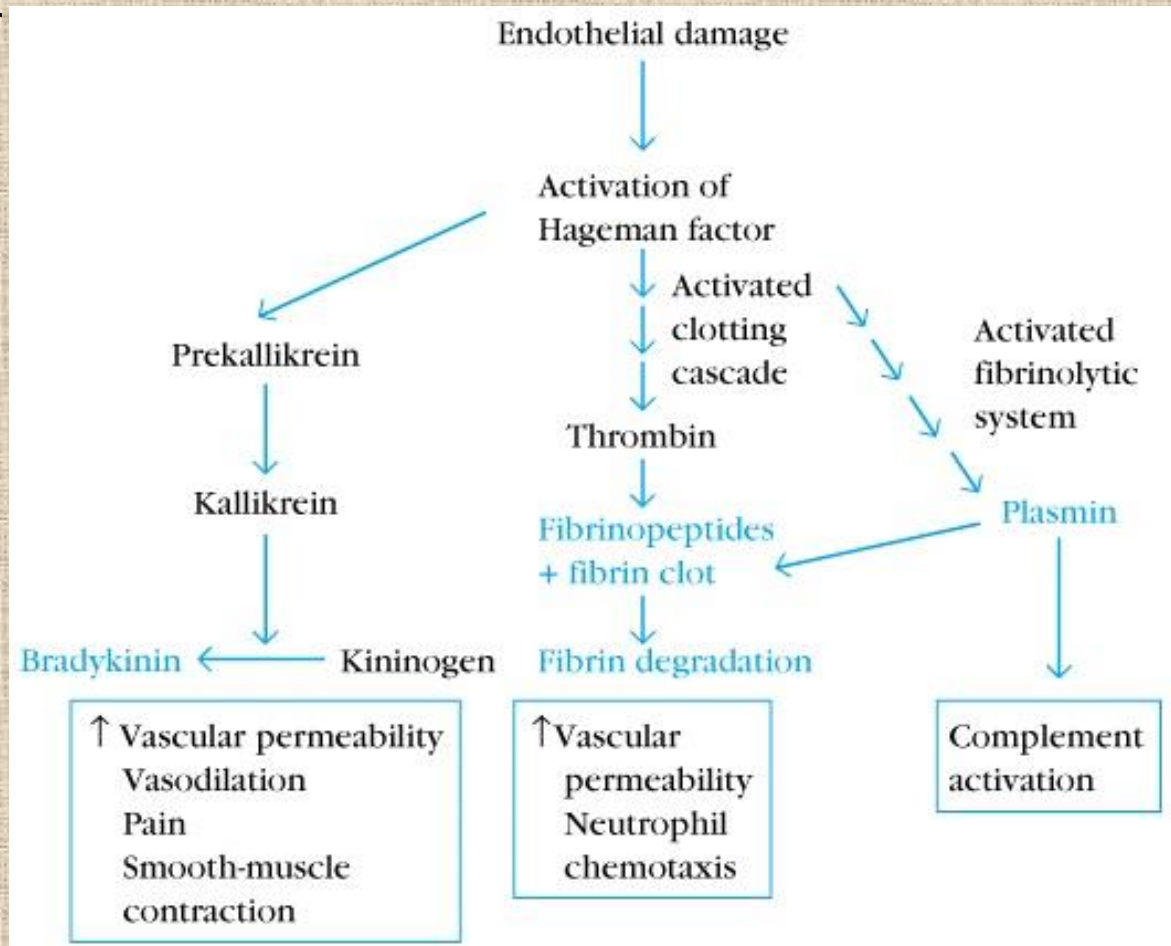 Endothelial damage
Activation of
Hageman factor
Activated
clotting
cascade
Activated
fibrinolytic
system
Prekallikrein
Thrombin
Kallikrein
Fibrinopeptides
+ fibrin clot
Plasmin
Bradykinin
Kininogen
Fibrin degradation
↑ Vascular permeability
Vasodilation
Pain
Smooth-muscle
contraction
↑Vascular
permeability
Neutrophil
chemotaxis
Complement
activation